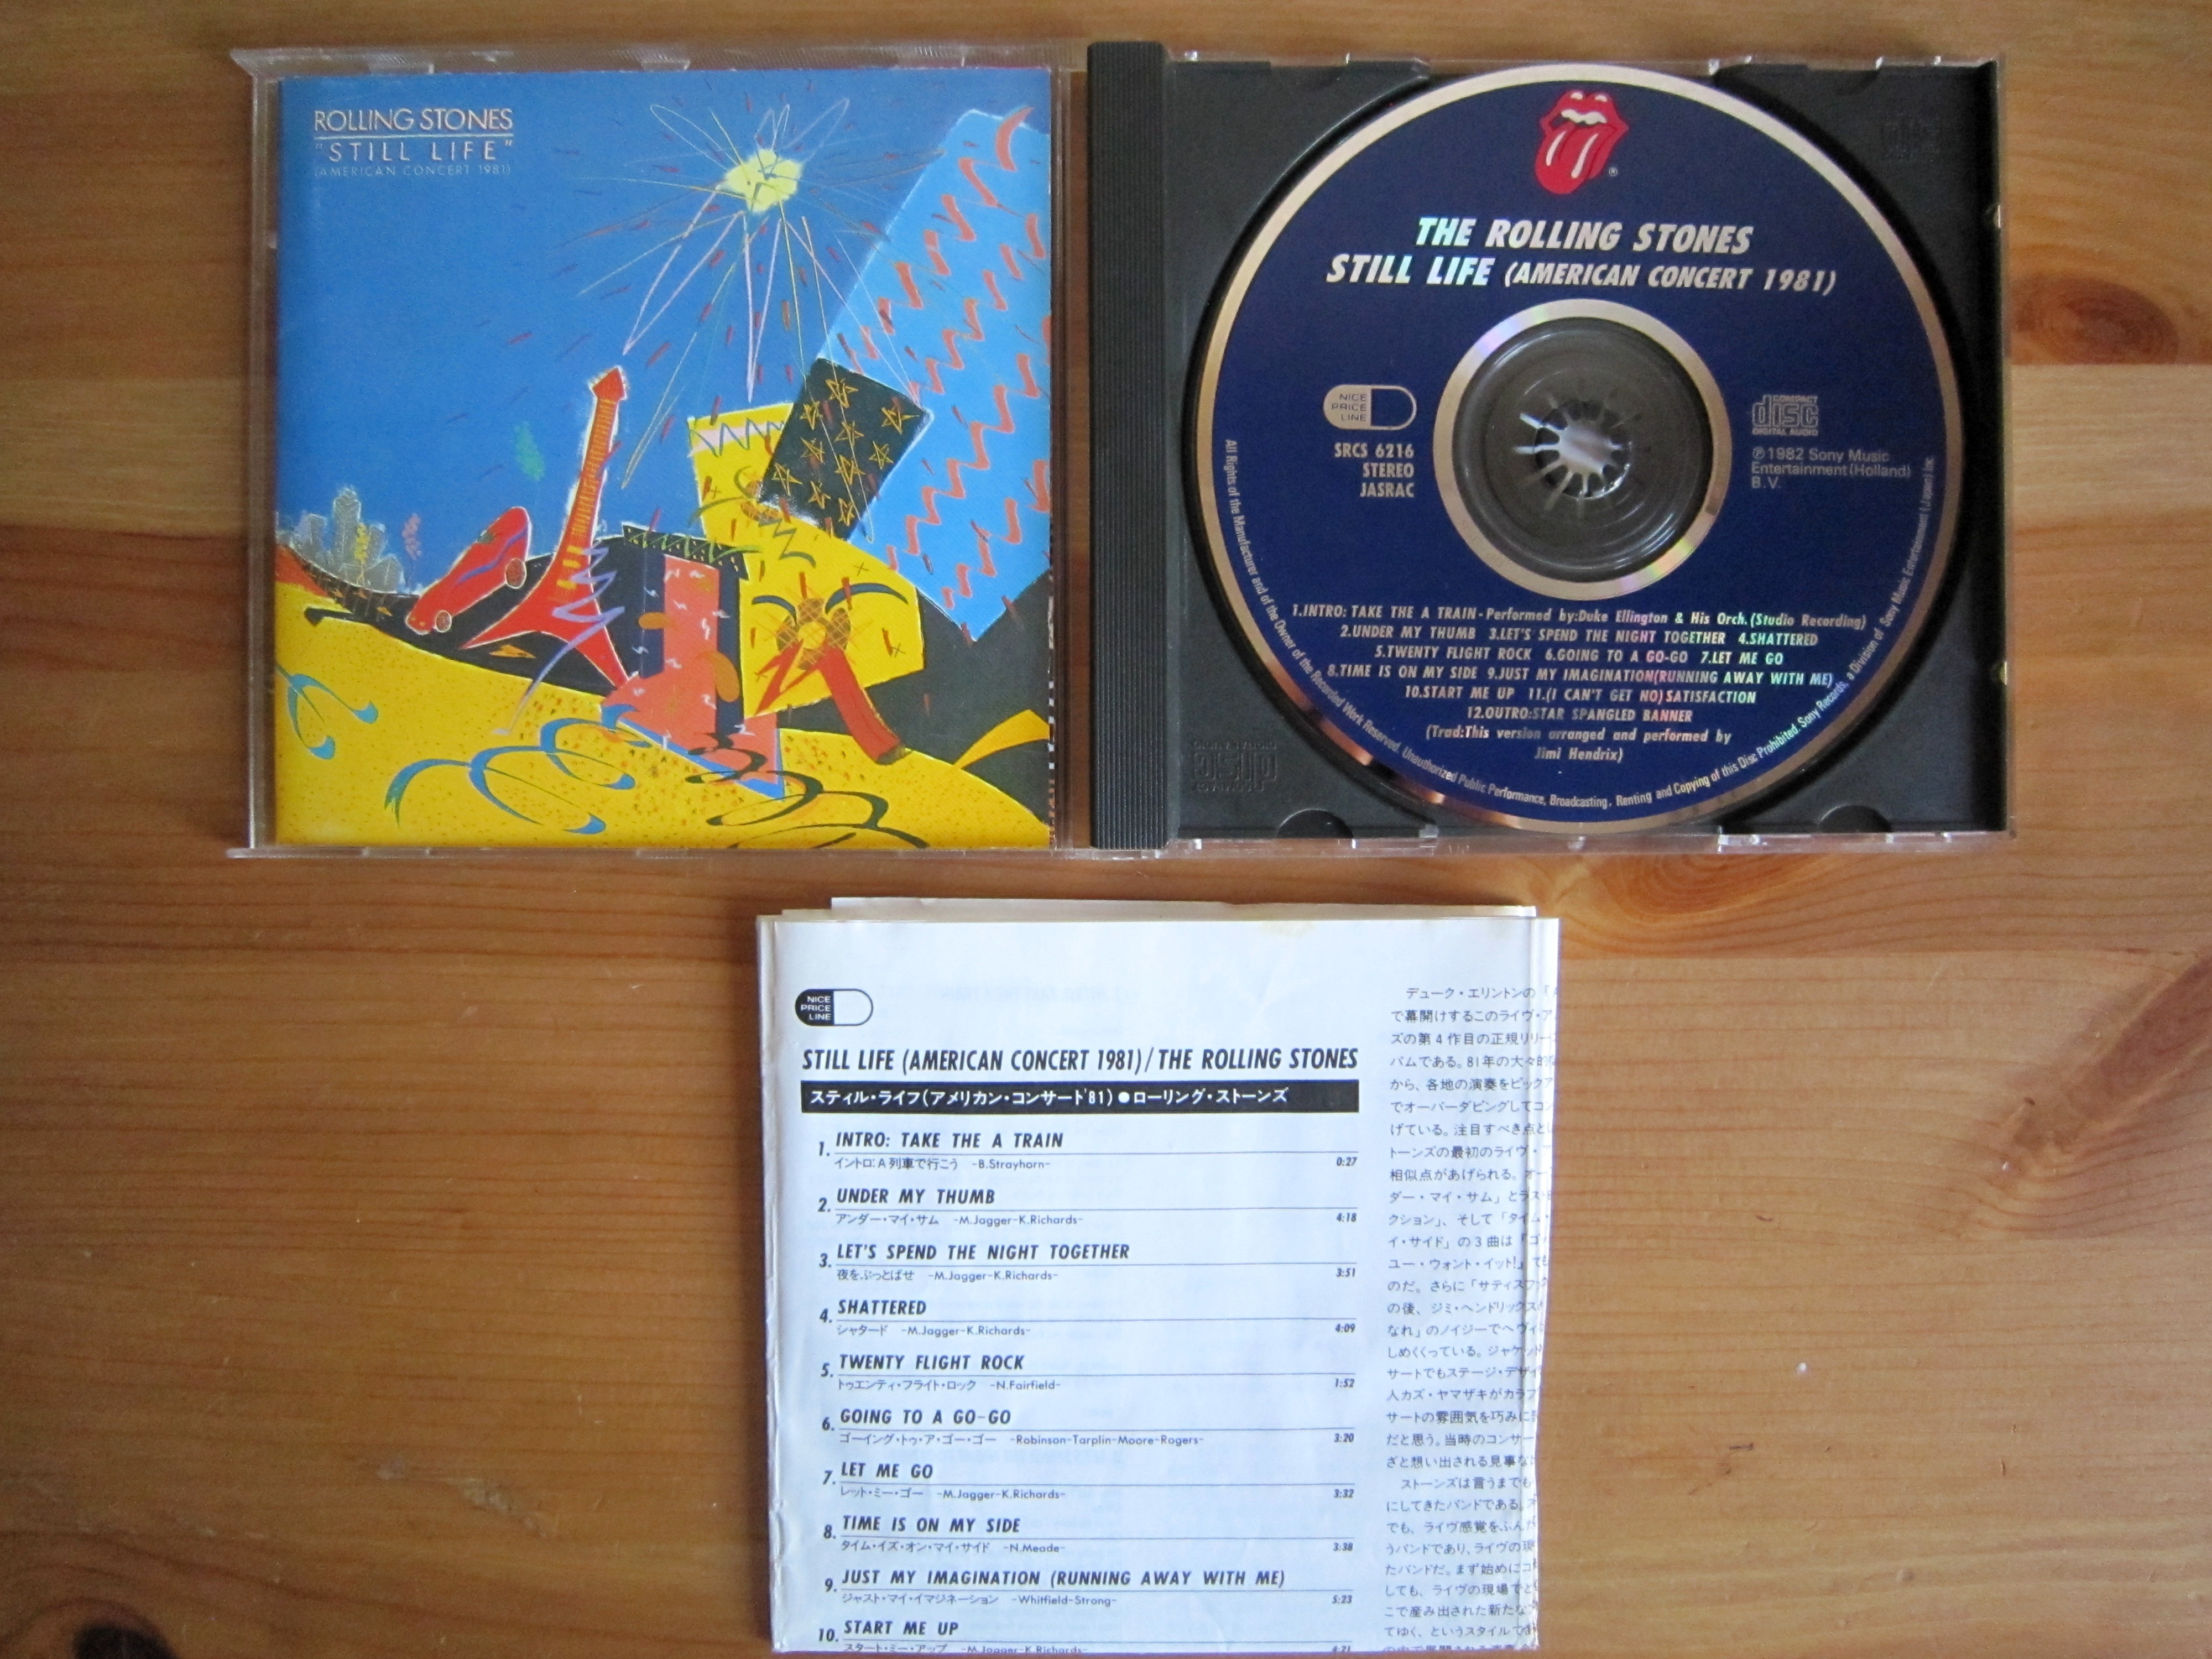 ROLLING STONES
"STILL LIFE"
(AMERICAN CONCERT 1981)
THE ROLLING STONES
STILL LIFE (AMERICAN CONCERT 1981)
NICE
PRICE
LINE
SRCS 6216
STEREO
JASRAC
COMPACT
disc
DIGITAL AUDIO
℗1982 Sony Music
Entertainment (Holland)
B.V.
1.INTRO: TAKE THE A TRAIN-Performed by:Duke Ellington & His Orch.(Studio Recording)
2.UNDER MY THUMB 3.LET'S SPEND THE NIGHT TOGETHER 4.SHATTERED
5.TWENTY FLIGHT ROCK 6.GOING TO A GO-GO 7.LET ME GO
8.TIME IS ON MY SIDE 9.JUST MY IMAGINATION(RUNNING AWAY WITH ME)
10.START ME UP 11.(I CAN'T GET NO)SATISFACTION
12.OUTRO:STAR SPANGLED BANNER
(Trad:This version arranged and performed by
Jimi Hendrix)
All Rights of the Manufacturer and of the Owner of the Recorded Work Reserved. Unauthorized Public Performance, Broadcasting, Renting and Copying of this Disc Prohibited. Sony Records, a Division of Sony Music Entertainment (Japan) Inc.
NICE
PRICE
LINE
STILL LIFE (AMERICAN CONCERT 1981)/THE ROLLING STONES
スティル・ライフ(アメリカン・コンサート'81)●ローリング・ストーンズ
1. INTRO: TAKE THE A TRAIN
イントロ:A列車で行こう -B.Strayhorn- 0:27
2. UNDER MY THUMB
アンダー・マイ・サム -M.Jagger-K.Richards- 4:18
3. LET'S SPEND THE NIGHT TOGETHER
夜をぶっとばせ -M.Jagger-K.Richards- 3:51
4. SHATTERED
シャタード -M.Jagger-K.Richards- 4:09
5. TWENTY FLIGHT ROCK
トゥエンティ・フライト・ロック -N.Fairfield- 1:52
6. GOING TO A GO-GO
ゴーイング・トゥ・ア・ゴー・ゴー -Robinson-Tarplin-Moore-Rogers- 3:20
7. LET ME GO
レット・ミー・ゴー -M.Jagger-K.Richards- 3:32
8. TIME IS ON MY SIDE
タイム・イズ・オン・マイ・サイド -N.Meade- 3:38
9. JUST MY IMAGINATION (RUNNING AWAY WITH ME)
ジャスト・マイ・イマジネーション -Whitfield-Strong- 5:23
10. START ME UP
スタート・ミー・アップ -M.Jagger-K.Richards- 4:21
デューク・エリントンの「
で幕開けするこのライヴ・ア
ズの第4作目の正規リリー
バムである。81年の大々的
から、各地の演奏をピックア
でオーバーダビングしてコン
げている。注目すべき点と
トーンズの最初のライヴ・
相似点があげられる。オー
ダー・マイ・サム」とラス
クション」、そして「タイム・
イ・サイド」の3曲は「ゴ
ユー・ウォント・イット!」で
のだ。さらに「サティスフ
の後、ジミ・ヘンドリックス
なれ」のノイジーでヘヴィ
しめくくっている。ジャケッ
サートでもステージ・デザイ
人カズ・ヤマザキがカラフ
サートの雰囲気を巧みに
だと思う。当時のコンサー
ざと想い出される見事な
ストーンズは言うまでも
にしてきたバンドである。
でも、ライヴ感覚をふん
うバンドであり、ライヴの現
たバンドだ。まず始めにコ
しても、ライヴの現場で
こで産み出された新たな
てゆく、というスタイルで